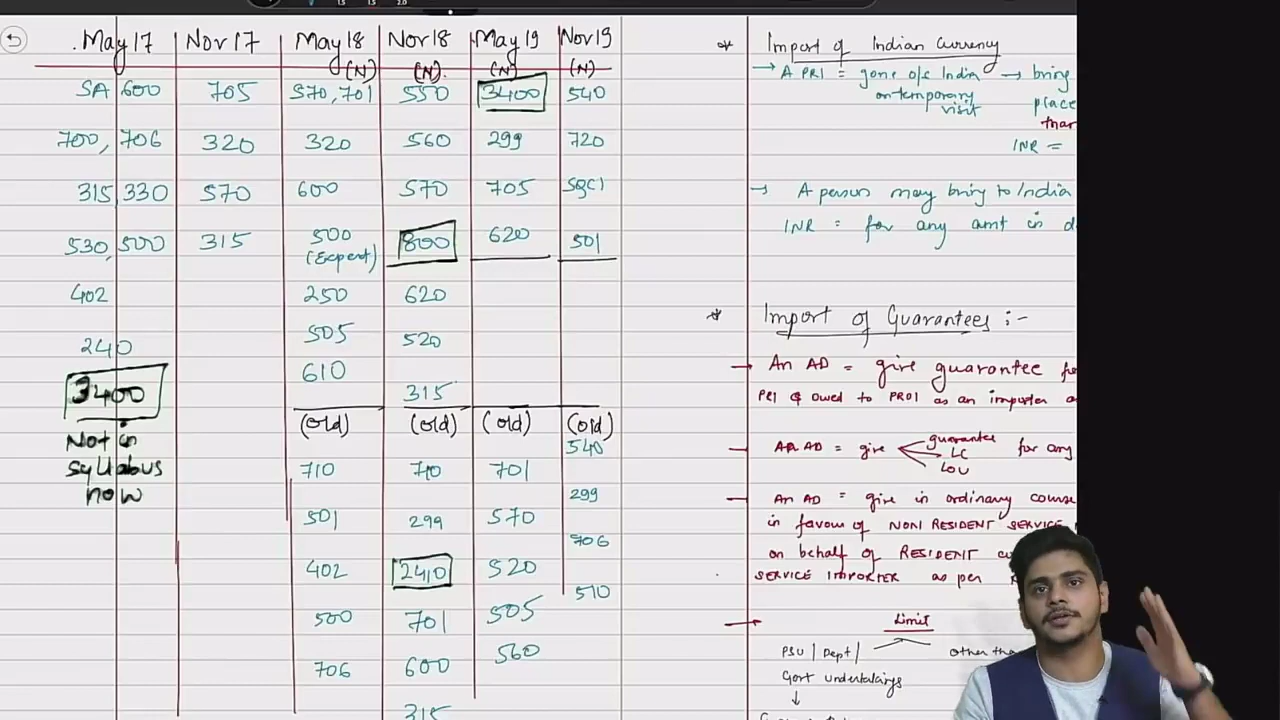 May 17 Nov 17 May 18 Nov 18 May 19 Nov 19
(N) (N) (N) (N)
SA 600 705 570, 701 550 3400 540
700, 706 320 320 560 299 720
315, 330 570 600 570 705 SQC1
530, 500 315 500 800 620 501
(Expert)
402 250 620
240 505 520
3400 610 315
Not in
syllabus
now
(Old) (Old) (Old) (Old)
540
710 710 701
299
501 299 570
706
402 2410 520
510
500 701 505
706 600 560
315
Import of Indian Currency
→ A PRI = gone o/s India → bring
on temporary
visit
place
than
INR =
→ A person may bring to India
INR = for any amt in d
Import of Guarantees :-
→ An AD = give guarantee
PRI & owed to PROI as an importer
→ AD = give guarantee for any
LC
LOU
→ An AD = give in ordinary course
in favour of NON RESIDENT SERVICE
on behalf of RESIDENT
SERVICE IMPORTER as per
→ Limit
PSU / Dept / other tha
Govt undertakings
↓